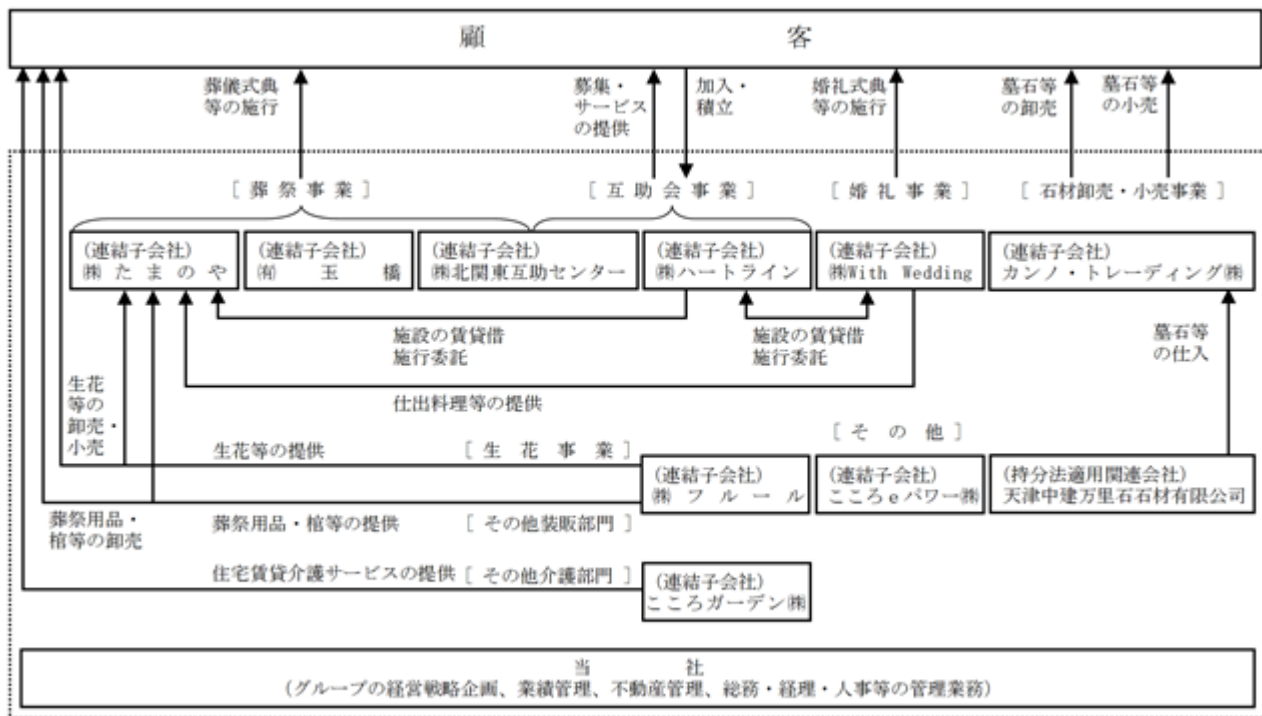 顧客
葬儀式典
等の施行
募集・
サービス
の提供
加入・
積立
婚礼式典
等の施行
墓石等
の卸売
墓石等
の小売
[葬祭事業]
[互助会事業]
[婚礼事業]
[石材卸売・小売事業]
(連結子会社)
㈱たまのや
(連結子会社)
㈲玉橋
(連結子会社)
㈱北関東互助センター
(連結子会社)
㈱ハートライン
(連結子会社)
㈱With Wedding
(連結子会社)
カンノ・トレーディング㈱
施設の賃貸借
施行委託
施設の賃貸借
施行委託
墓石等
の仕入
仕出料理等の提供
生花
等の
卸売・
小売
[その他]
生花等の提供
[生花事業]
(連結子会社)
㈱フルール
(連結子会社)
こころeパワー㈱
(持分法適用関連会社)
天津中建万里石石材有限公司
葬祭用品・
棺等の卸売
葬祭用品・棺等の提供
[その他装販部門]
住宅賃貸介護サービスの提供
[その他介護部門]
(連結子会社)
こころガーデン㈱
当社
(グループの経営戦略企画、業績管理、不動産管理、総務・経理・人事等の管理業務)